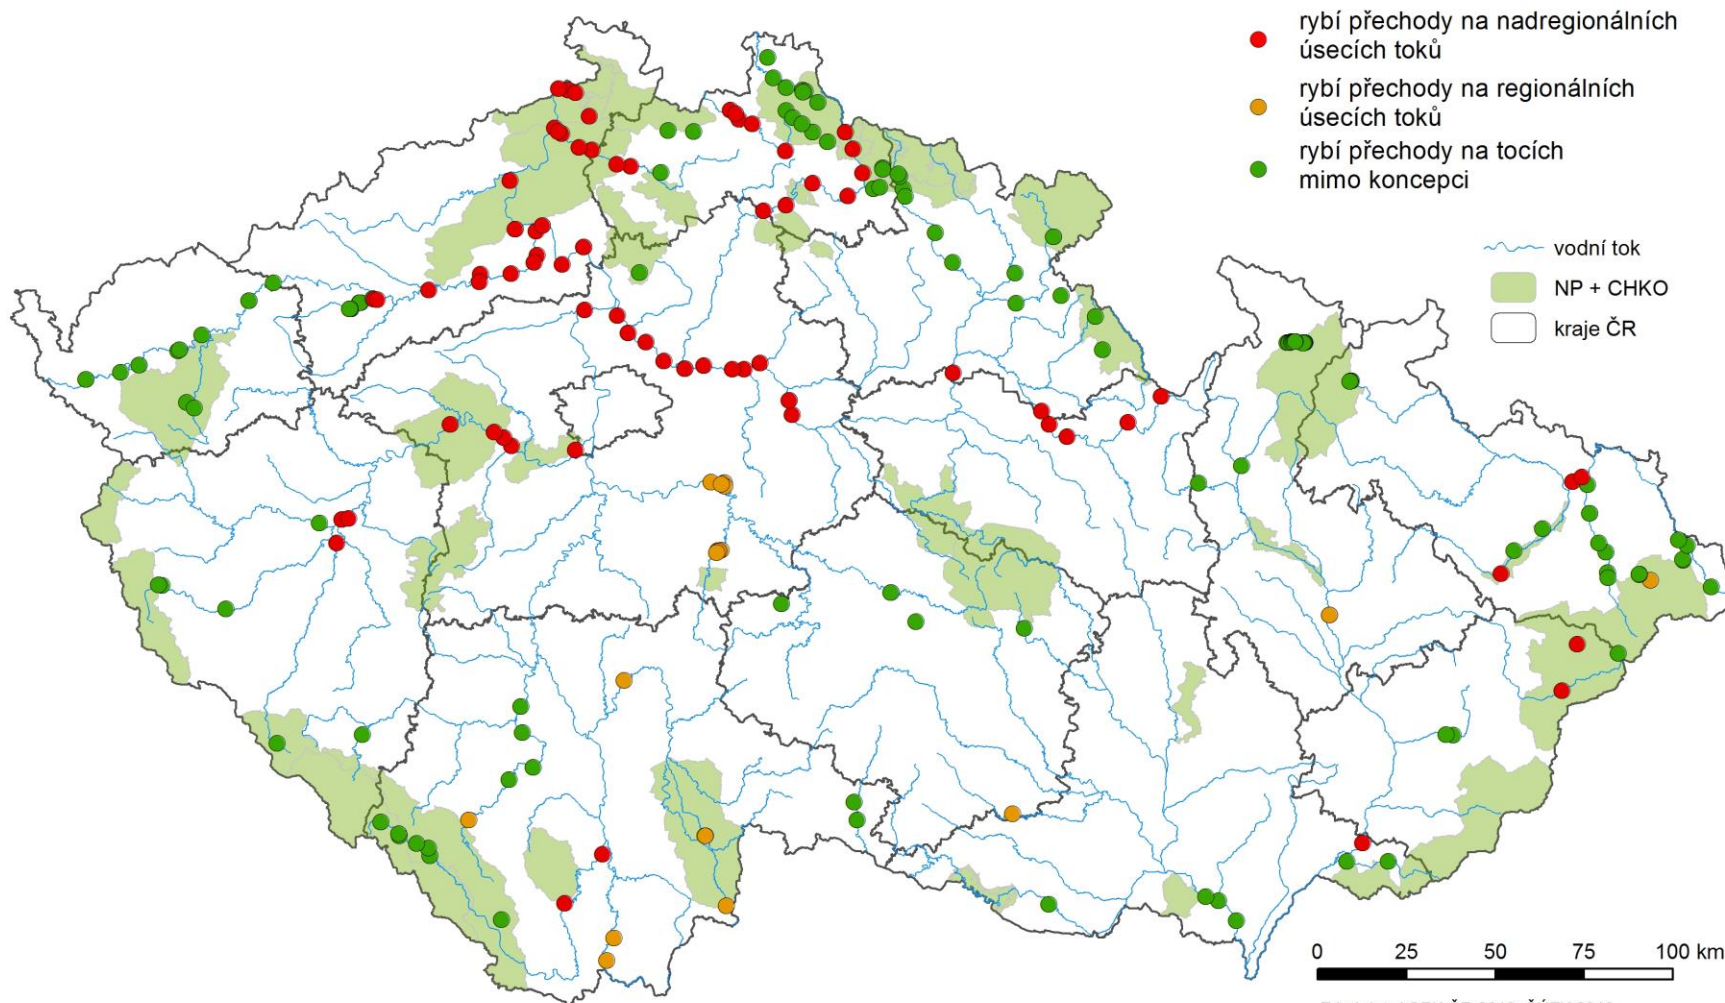 rybí přechody na nadregionálních
úsecích toků
rybí přechody na regionálních
úsecích toků
rybí přechody na tocích
mimo koncepci
vodní tok
NP + CHKO
kraje ČR
0 25 50 75 100 km